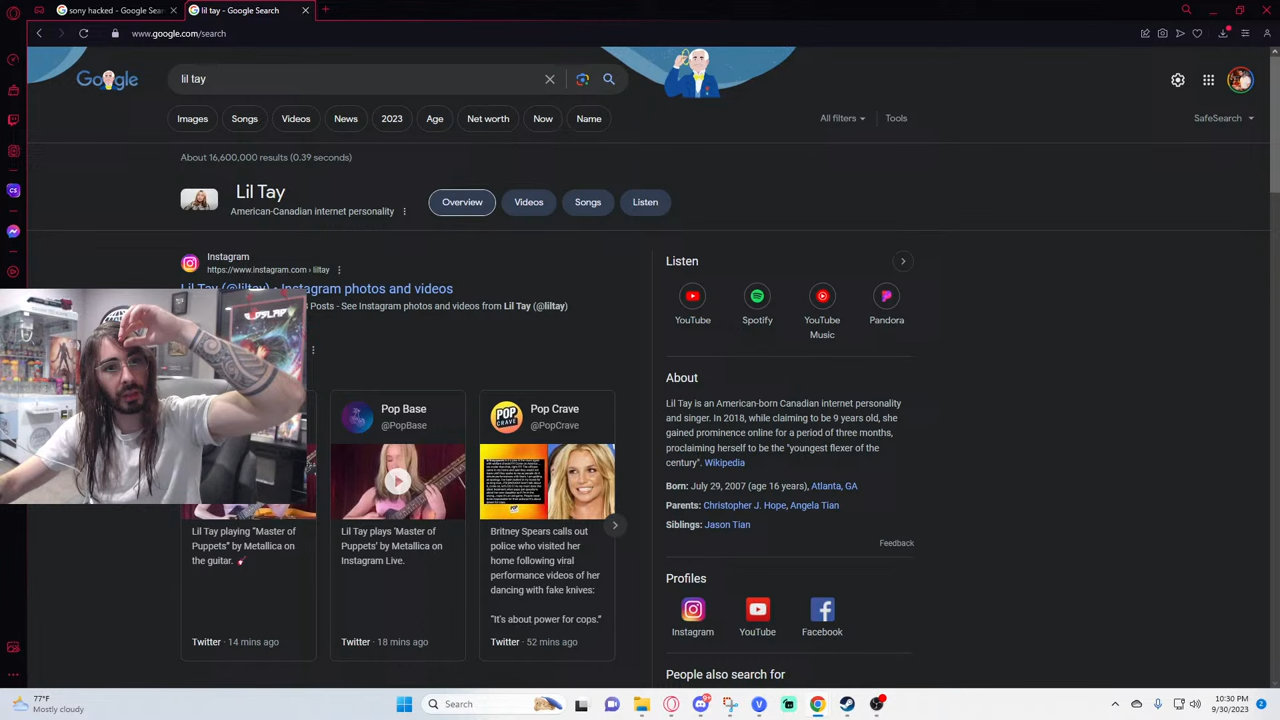 sony hacked - Google Sear
lil tay - Google Search
www.google.com/search
Google
lil tay
Images
Songs
Videos
News
2023
Age
Net worth
Now
Name
All filters
Tools
SafeSearch
About 16,600,000 results (0.39 seconds)
Lil Tay
American-Canadian internet personality
Overview
Videos
Songs
Listen
Instagram
https://www.instagram.com › liltay
Lil Tay (@liltay) • Instagram photos and videos
Posts - See Instagram photos and videos from Lil Tay (@liltay)
Pop Base
@PopBase
Pop Crave
@PopCrave
POP
CRAVE
Lil Tay playing "Master of
Puppets" by Metallica on
the guitar.
Twitter · 14 mins ago
Lil Tay plays 'Master of
Puppets' by Metallica on
Instagram Live.
Twitter · 18 mins ago
Britney Spears calls out
police who visited her
home following viral
performance videos of her
dancing with fake knives:
"It's about power for cops."
Twitter · 52 mins ago
Listen
YouTube
Spotify
YouTube
Music
Pandora
About
Lil Tay is an American-born Canadian internet personality
and singer. In 2018, while claiming to be 9 years old, she
gained prominence online for a period of three months,
proclaiming herself to be the "youngest flexer of the
century". Wikipedia
Born: July 29, 2007 (age 16 years), Atlanta, GA
Parents: Christopher J. Hope, Angela Tian
Siblings: Jason Tian
Feedback
Profiles
Instagram
YouTube
Facebook
People also search for
77°F
Mostly cloudy
Search
10:30 PM
9/30/2023